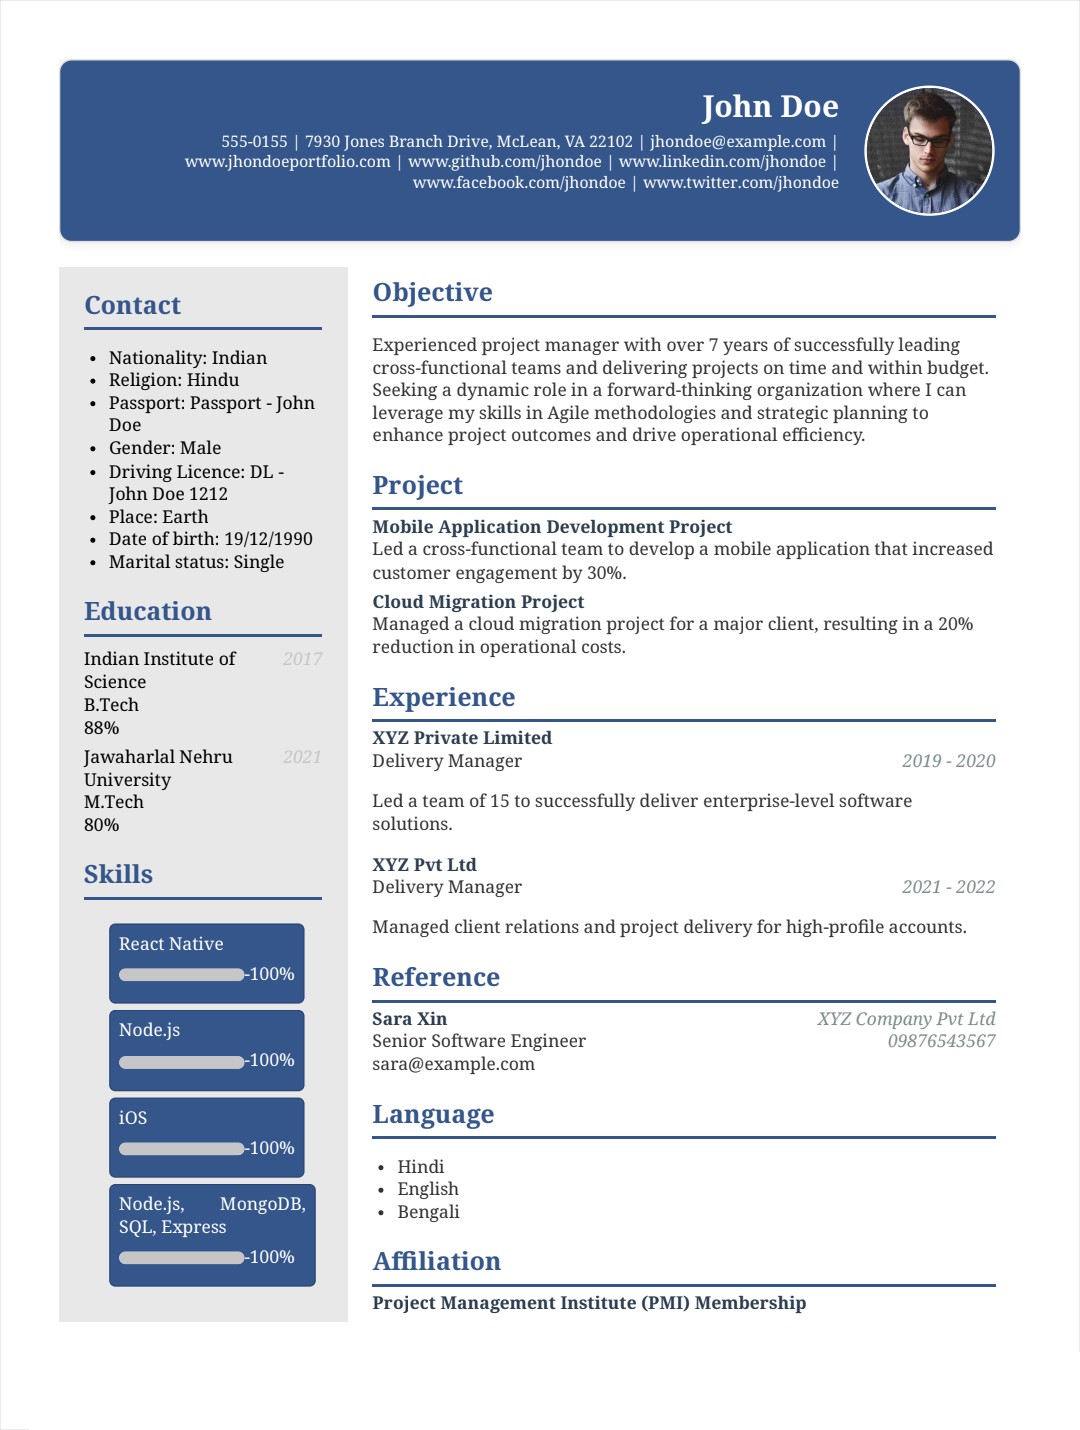 John Doe
555-0155 | 7930 Jones Branch Drive, McLean, VA 22102 | jhondoe@example.com |
www.jhondoeportfolio.com | www.github.com/jhondoe | www.linkedin.com/jhondoe |
www.facebook.com/jhondoe | www.twitter.com/jhondoe
Contact
• Nationality: Indian
• Religion: Hindu
• Passport: Passport - John
Doe
• Gender: Male
• Driving Licence: DL -
John Doe 1212
• Place: Earth
• Date of birth: 19/12/1990
• Marital status: Single
Education
Indian Institute of 2017
Science
B.Tech
88%
Jawaharlal Nehru 2021
University
M.Tech
80%
Skills
React Native
-100%
Node.js
-100%
iOS
-100%
Node.js, MongoDB,
SQL, Express
-100%
Objective
Experienced project manager with over 7 years of successfully leading
cross-functional teams and delivering projects on time and within budget.
Seeking a dynamic role in a forward-thinking organization where I can
leverage my skills in Agile methodologies and strategic planning to
enhance project outcomes and drive operational efficiency.
Project
Mobile Application Development Project
Led a cross-functional team to develop a mobile application that increased
customer engagement by 30%.
Cloud Migration Project
Managed a cloud migration project for a major client, resulting in a 20%
reduction in operational costs.
Experience
XYZ Private Limited
Delivery Manager 2019 - 2020
Led a team of 15 to successfully deliver enterprise-level software
solutions.
XYZ Pvt Ltd
Delivery Manager 2021 - 2022
Managed client relations and project delivery for high-profile accounts.
Reference
Sara Xin XYZ Company Pvt Ltd
Senior Software Engineer 09876543567
sara@example.com
Language
• Hindi
• English
• Bengali
Affiliation
Project Management Institute (PMI) Membership